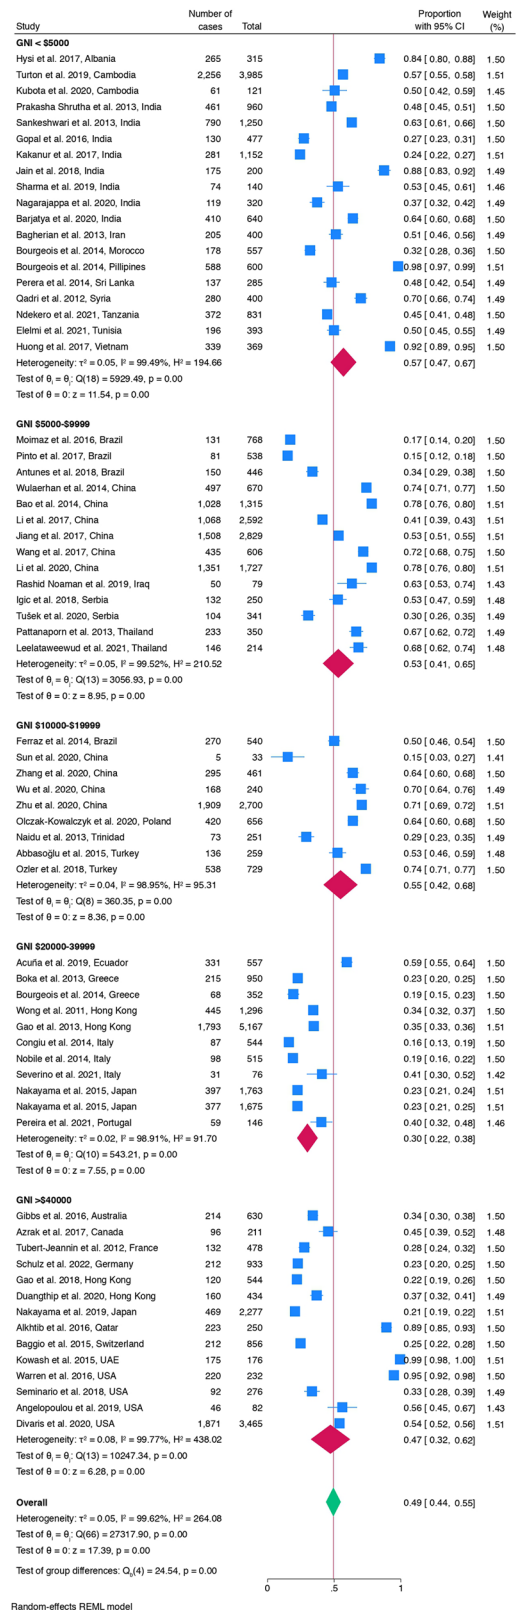 Study Number of cases Total Proportion with 95% CI Weight (%)
GNI < $5000
Hysi et al. 2017, Albania 265 315 0.84 [ 0.80, 0.88] 1.50
Turton et al. 2019, Cambodia 2,256 3,985 0.57 [ 0.55, 0.58] 1.51
Kubota et al. 2020, Cambodia 61 121 0.50 [ 0.42, 0.59] 1.45
Prakasha Shrutha et al. 2013, India 461 960 0.48 [ 0.45, 0.51] 1.50
Sankeshwari et al. 2013, India 790 1,250 0.63 [ 0.61, 0.66] 1.50
Gopal et al. 2016, India 130 477 0.27 [ 0.23, 0.31] 1.50
Kakanur et al. 2017, India 281 1,152 0.24 [ 0.22, 0.27] 1.51
Jain et al. 2018, India 175 200 0.88 [ 0.83, 0.92] 1.49
Sharma et al. 2019, India 74 140 0.53 [ 0.45, 0.61] 1.46
Nagarajappa et al. 2020, India 119 320 0.37 [ 0.32, 0.42] 1.49
Barjatya et al. 2020, India 410 640 0.64 [ 0.60, 0.68] 1.50
Bagherian et al. 2013, Iran 205 400 0.51 [ 0.46, 0.56] 1.49
Bourgeois et al. 2014, Morocco 178 557 0.32 [ 0.28, 0.36] 1.50
Bourgeois et al. 2014, Pillipines 588 600 0.98 [ 0.97, 0.99] 1.51
Perera et al. 2014, Sri Lanka 137 285 0.48 [ 0.42, 0.54] 1.49
Qadri et al. 2012, Syria 280 400 0.70 [ 0.66, 0.74] 1.50
Ndekero et al. 2021, Tanzania 372 831 0.45 [ 0.41, 0.48] 1.50
Elelmi et al. 2021, Tunisia 196 393 0.50 [ 0.45, 0.55] 1.49
Huong et al. 2017, Vietnam 339 369 0.92 [ 0.89, 0.95] 1.50
Heterogeneity: τ² = 0.05, I² = 99.49%, H² = 194.66 0.57 [ 0.47, 0.67]
Test of θi = θj: Q(18) = 5929.49, p = 0.00
Test of θ = 0: z = 11.54, p = 0.00
GNI $5000-$9999
Moimaz et al. 2016, Brazil 131 768 0.17 [ 0.14, 0.20] 1.50
Pinto et al. 2017, Brazil 81 538 0.15 [ 0.12, 0.18] 1.50
Antunes et al. 2018, Brazil 150 446 0.34 [ 0.29, 0.38] 1.50
Wulaerhan et al. 2014, China 497 670 0.74 [ 0.71, 0.77] 1.50
Bao et al. 2014, China 1,028 1,315 0.78 [ 0.76, 0.80] 1.51
Li et al. 2017, China 1,068 2,592 0.41 [ 0.39, 0.43] 1.51
Jiang et al. 2017, China 1,508 2,829 0.53 [ 0.51, 0.55] 1.51
Wang et al. 2017, China 435 606 0.72 [ 0.68, 0.75] 1.50
Li et al. 2020, China 1,351 1,727 0.78 [ 0.76, 0.80] 1.51
Rashid Noaman et al. 2019, Iraq 50 79 0.63 [ 0.53, 0.74] 1.43
Igic et al. 2018, Serbia 132 250 0.53 [ 0.47, 0.59] 1.48
Tušek et al. 2020, Serbia 104 341 0.30 [ 0.26, 0.35] 1.49
Pattanaporn et al. 2013, Thailand 233 350 0.67 [ 0.62, 0.72] 1.49
Leelataweewud et al. 2021, Thailand 146 214 0.68 [ 0.62, 0.74] 1.48
Heterogeneity: τ² = 0.05, I² = 99.52%, H² = 210.52 0.53 [ 0.41, 0.65]
Test of θi = θj: Q(13) = 3056.93, p = 0.00
Test of θ = 0: z = 8.95, p = 0.00
GNI $10000-$19999
Ferraz et al. 2014, Brazil 270 540 0.50 [ 0.46, 0.54] 1.50
Sun et al. 2020, China 5 33 0.15 [ 0.03, 0.27] 1.41
Zhang et al. 2020, China 295 461 0.64 [ 0.60, 0.68] 1.50
Wu et al. 2020, China 168 240 0.70 [ 0.64, 0.76] 1.49
Zhu et al. 2020, China 1,909 2,700 0.71 [ 0.69, 0.72] 1.51
Olczak-Kowalczyk et al. 2020, Poland 420 656 0.64 [ 0.60, 0.68] 1.50
Naidu et al. 2013, Trinidad 73 251 0.29 [ 0.23, 0.35] 1.49
Abbasoğlu et al. 2015, Turkey 136 259 0.53 [ 0.46, 0.59] 1.48
Ozler et al. 2018, Turkey 538 729 0.74 [ 0.71, 0.77] 1.50
Heterogeneity: τ² = 0.04, I² = 98.95%, H² = 95.31 0.55 [ 0.42, 0.68]
Test of θi = θj: Q(8) = 360.35, p = 0.00
Test of θ = 0: z = 8.36, p = 0.00
GNI $20000-39999
Acuña et al. 2019, Ecuador 331 557 0.59 [ 0.55, 0.64] 1.50
Boka et al. 2013, Greece 215 950 0.23 [ 0.20, 0.25] 1.50
Bourgeois et al. 2014, Greece 68 352 0.19 [ 0.15, 0.23] 1.50
Wong et al. 2011, Hong Kong 445 1,296 0.34 [ 0.32, 0.37] 1.50
Gao et al. 2013, Hong Kong 1,793 5,167 0.35 [ 0.33, 0.36] 1.51
Congiu et al. 2014, Italy 87 544 0.16 [ 0.13, 0.19] 1.50
Nobile et al. 2014, Italy 98 515 0.19 [ 0.16, 0.22] 1.50
Severino et al. 2021, Italy 31 76 0.41 [ 0.30, 0.52] 1.42
Nakayama et al. 2015, Japan 397 1,763 0.23 [ 0.21, 0.24] 1.51
Nakayama et al. 2015, Japan 377 1,675 0.23 [ 0.21, 0.25] 1.51
Pereira et al. 2021, Portugal 59 146 0.40 [ 0.32, 0.48] 1.46
Heterogeneity: τ² = 0.02, I² = 98.91%, H² = 91.70 0.30 [ 0.22, 0.38]
Test of θi = θj: Q(10) = 543.21, p = 0.00
Test of θ = 0: z = 7.55, p = 0.00
GNI >$40000
Gibbs et al. 2016, Australia 214 630 0.34 [ 0.30, 0.38] 1.50
Azrak et al. 2017, Canada 96 211 0.45 [ 0.39, 0.52] 1.48
Tubert-Jeannin et al. 2012, France 132 478 0.28 [ 0.24, 0.32] 1.50
Schulz et al. 2022, Germany 212 933 0.23 [ 0.20, 0.25] 1.50
Gao et al. 2018, Hong Kong 120 544 0.22 [ 0.19, 0.26] 1.50
Duangthip et al. 2020, Hong Kong 160 434 0.37 [ 0.32, 0.41] 1.49
Nakayama et al. 2019, Japan 469 2,277 0.21 [ 0.19, 0.22] 1.51
Alkhtib et al. 2016, Qatar 223 250 0.89 [ 0.85, 0.93] 1.50
Baggio et al. 2015, Switzerland 212 856 0.25 [ 0.22, 0.28] 1.50
Kowash et al. 2015, UAE 175 176 0.99 [ 0.98, 1.00] 1.51
Warren et al. 2016, USA 220 232 0.95 [ 0.92, 0.98] 1.50
Seminario et al. 2018, USA 92 276 0.33 [ 0.28, 0.39] 1.49
Angelopoulou et al. 2019, USA 46 82 0.56 [ 0.45, 0.67] 1.43
Divaris et al. 2020, USA 1,871 3,465 0.54 [ 0.52, 0.56] 1.51
Heterogeneity: τ² = 0.08, I² = 99.77%, H² = 438.02 0.47 [ 0.32, 0.62]
Test of θi = θj: Q(13) = 10247.34, p = 0.00
Test of θ = 0: z = 6.28, p = 0.00
Overall 0.49 [ 0.44, 0.55]
Heterogeneity: τ² = 0.05, I² = 99.62%, H² = 264.08
Test of θi = θj: Q(66) = 27317.90, p = 0.00
Test of θ = 0: z = 17.39, p = 0.00
Test of group differences: Qb(4) = 24.54, p = 0.00
0 .5 1
Random-effects REML model